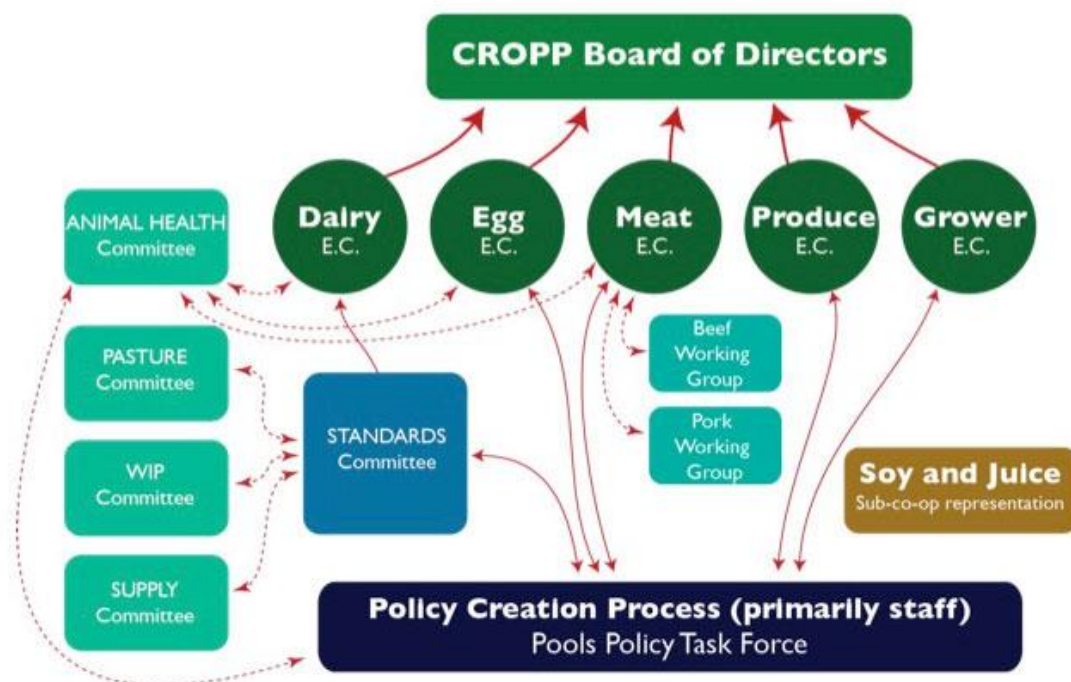 CROPP Board of Directors
Dairy
E.C.
Egg
E.C.
Meat
E.C.
Produce
E.C.
Grower
E.C.
ANIMAL HEALTH
Committee
PASTURE
Committee
WIP
Committee
SUPPLY
Committee
STANDARDS
Committee
Beef
Working
Group
Pork
Working
Group
Soy and Juice
Sub-co-op representation
Policy Creation Process (primarily staff)
Pools Policy Task Force